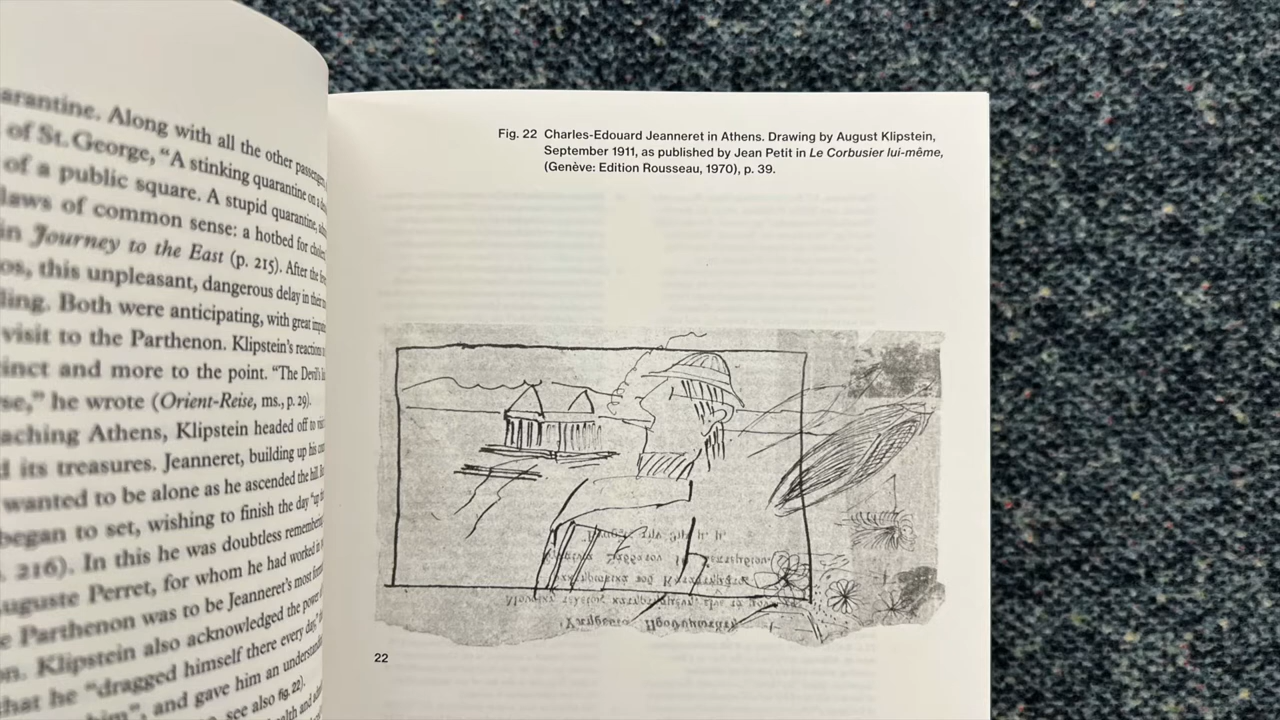 arantine. Along with all the other passengers,
of St. George, “A stinking quarantine on a
of a public square. A stupid quarantine,
laws of common sense: a hotbed for
in Journey to the East (p. 215). After the
os, this unpleasant, dangerous delay in their
ling. Both were anticipating, with great
visit to the Parthenon. Klipstein’s reactions
inct and more to the point. “The Devil’s
se,” he wrote (Orient-Reise, ms., p. 29).
aching Athens, Klipstein headed off to
d its treasures. Jeanneret, building up his
wanted to be alone as he ascended the hill.
began to set, wishing to finish the day “up
. 216). In this he was doubtless
uguste Perret, for whom he had worked in
e Parthenon was to be Jeanneret’s most
on. Klipstein also acknowledged the power
that he “dragged himself there every day,”
him”, and gave him an
see also fig. 22).
Fig. 22 Charles-Edouard Jeanneret in Athens. Drawing by August Klipstein,
September 1911, as published by Jean Petit in Le Corbusier lui-même,
(Genève: Edition Rousseau, 1970), p. 39.
22